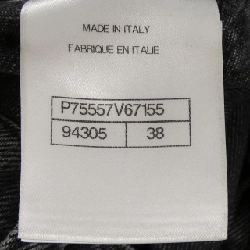 MADE IN ITALY
FABRIQUE EN ITALIE
P75557V67155
94305 38